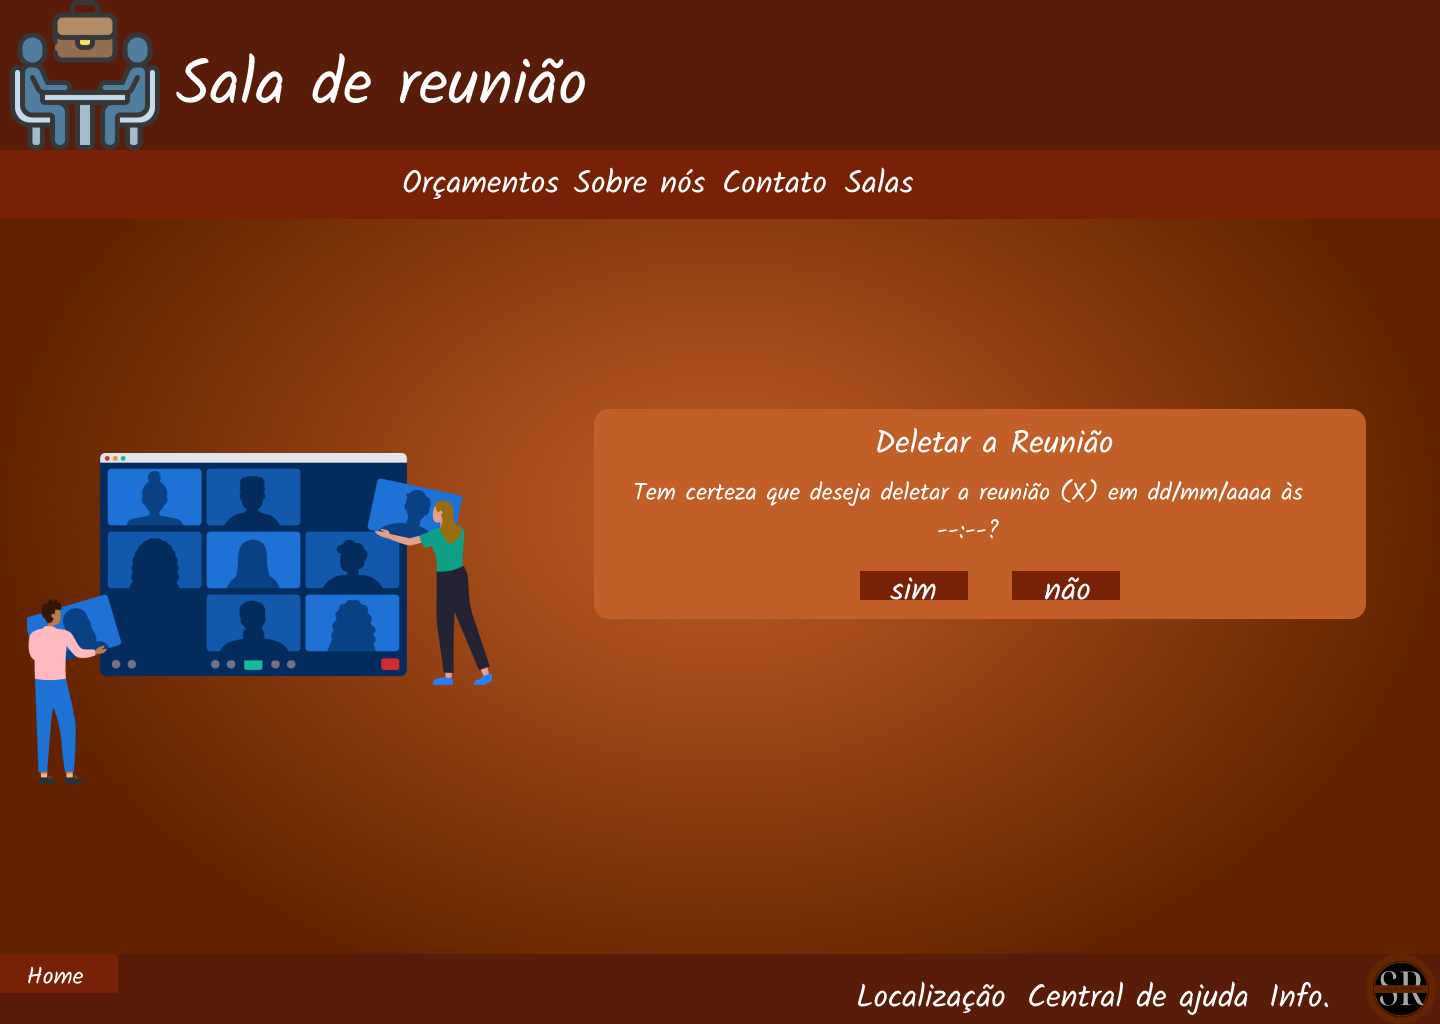 Sala de reunião
Orçamentos Sobre nós Contato Salas
Deletar a Reunião
Tem certeza que deseja deletar a reunião (X) em dd/mm/aaaa às
--:--?
sim não
Home
Localização Central de ajuda Info.
SR